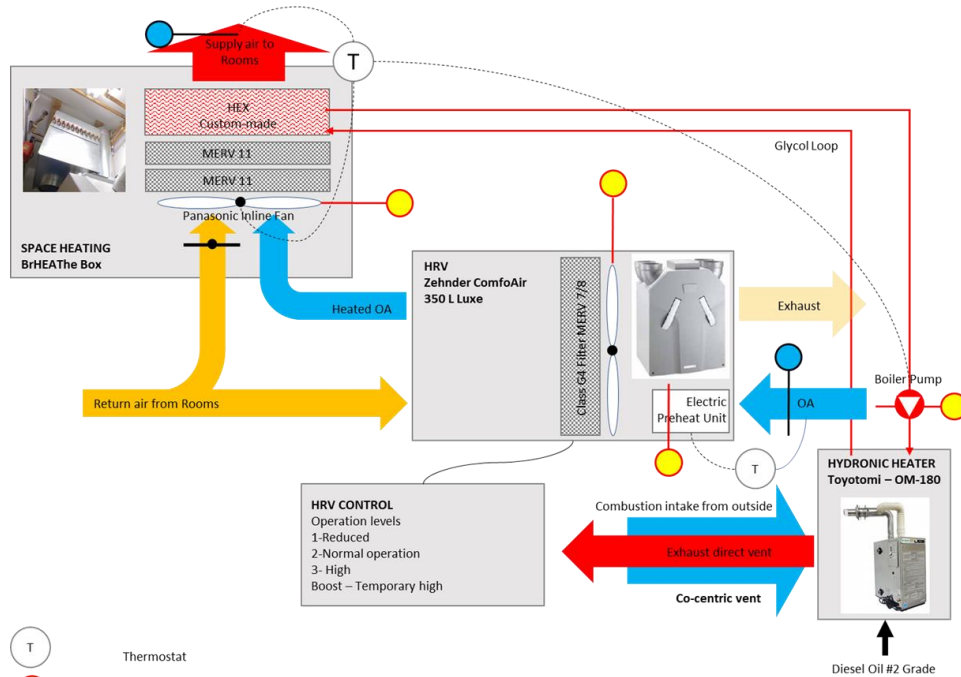 Supply air to
Rooms
T
HEX
Custom-made
MERV 11
MERV 11
Panasonic Inline Fan
SPACE HEATING
BrHEAThe Box
Glycol Loop
HRV
Zehnder ComfoAir
350 L Luxe
Class G4 Filter MERV 7/8
Heated OA
Exhaust
Return air from Rooms
Electric
Preheat Unit
OA
Boiler Pump
T
HYDRONIC HEATER
Toyotomi – OM-180
HRV CONTROL
Operation levels
1-Reduced
2-Normal operation
3- High
Boost – Temporary high
Combustion intake from outside
Exhaust direct vent
Co-centric vent
T
Thermostat
Diesel Oil #2 Grade